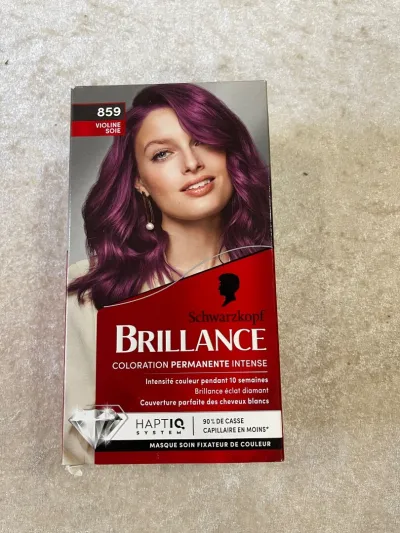 859
VIOLINE
SOIE
Schwarzkopf
BRILLANCE
COLORATION PERMANENTE INTENSE
Intensité couleur pendant 10 semaines
Brillance éclat diamant
Couverture parfaite des cheveux blancs
HAPTIQ
SYSTEM
90% DE CASSE
CAPILLAIRE EN MOINS*
MASQUE SOIN FIXATEUR DE COULEUR